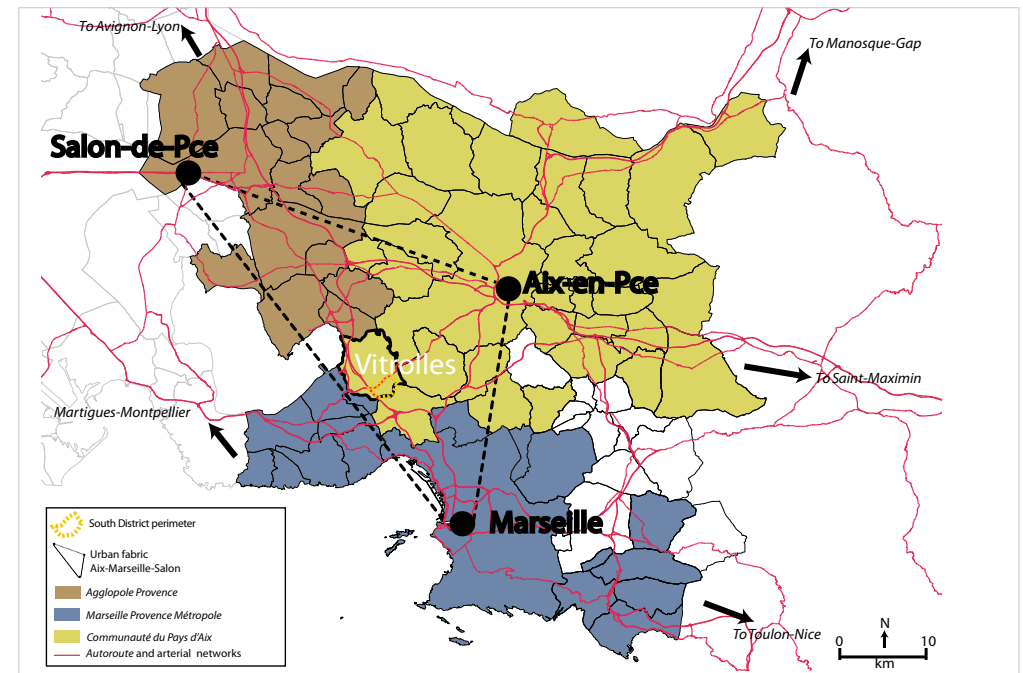 To Avignon-Lyon
To Manosque-Gap
Salon-de-Pce
Aix-en-Pce
Vitrolles
To Saint-Maximin
Martigues-Montpellier
Marseille
South District perimeter
Urban fabric
Aix-Marseille-Salon
Agglopole Provence
Marseille Provence Métropole
Communauté du Pays d'Aix
Autoroute and arterial networks
To Toulon-Nice
N
0 10
km